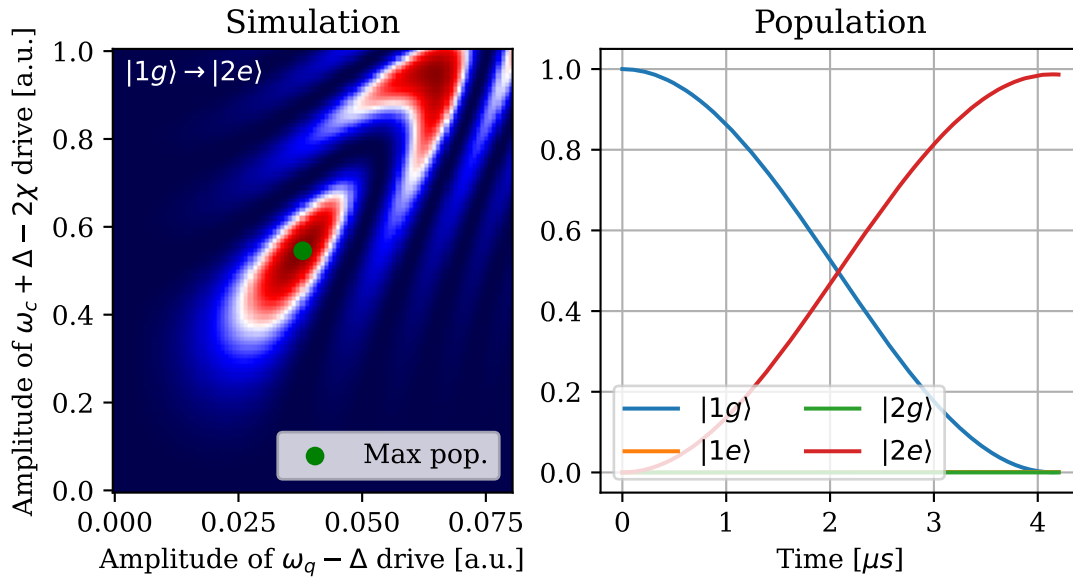 Simulation
Amplitude of ω_c + Δ − 2χ drive [a.u.]
1.0
0.8
0.6
0.4
0.2
0.0
|1g⟩ → |2e⟩
Max pop.
0.000 0.025 0.050 0.075
Amplitude of ω_q − Δ drive [a.u.]
Population
1.0
0.8
0.6
0.4
0.2
0.0
|1g⟩ |2g⟩
|1e⟩ |2e⟩
0 1 2 3 4
Time [μs]